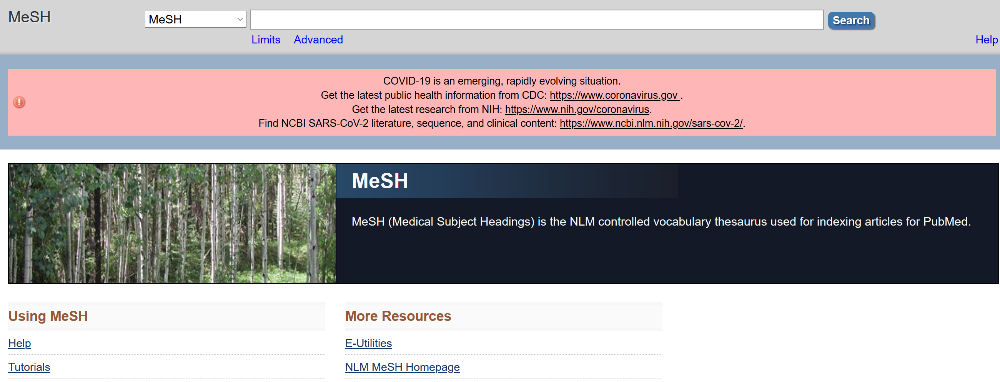 MeSH
MeSH
Search
Limits Advanced
Help
COVID-19 is an emerging, rapidly evolving situation.
Get the latest public health information from CDC: https://www.coronavirus.gov .
Get the latest research from NIH: https://www.nih.gov/coronavirus.
Find NCBI SARS-CoV-2 literature, sequence, and clinical content: https://www.ncbi.nlm.nih.gov/sars-cov-2/.
MeSH
MeSH (Medical Subject Headings) is the NLM controlled vocabulary thesaurus used for indexing articles for PubMed.
Using MeSH
Help
Tutorials
More Resources
E-Utilities
NLM MeSH Homepage